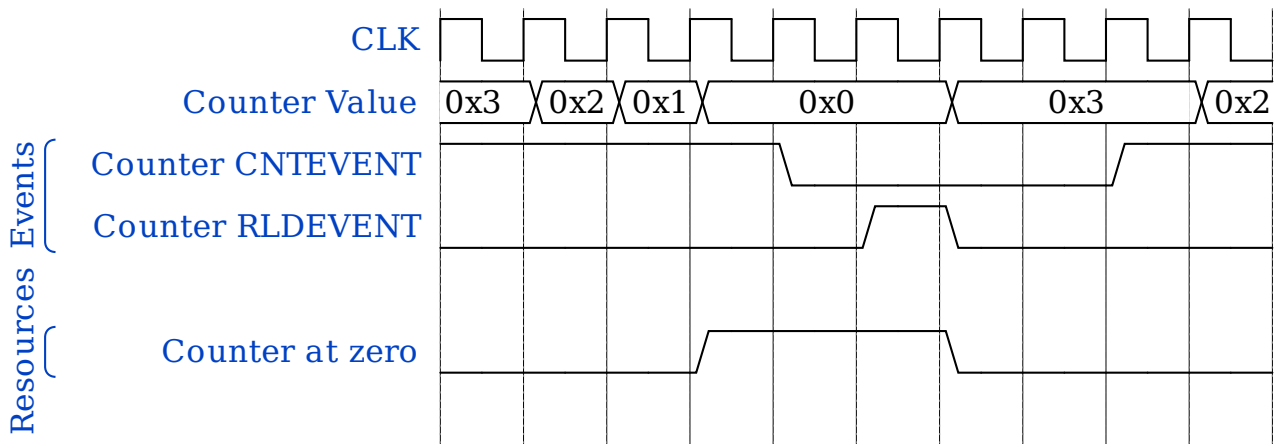 CLK
Counter Value 0x3 0x2 0x1 0x0 0x3 0x2
Events
Counter CNTEVENT
Counter RLDEVENT
Resources
Counter at zero